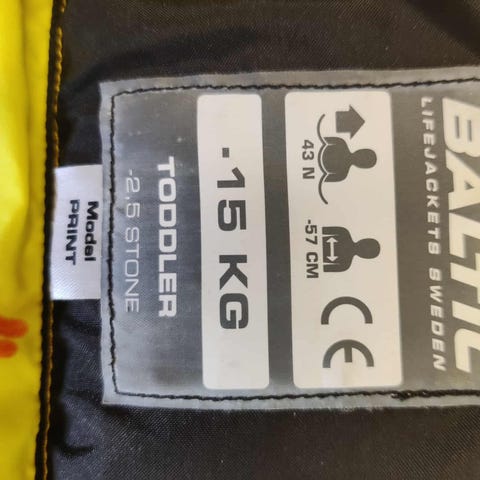 BALTIC
LIFEJACKETS SWEDEN
43 N
-57 CM
CE
-15 KG
TODDLER
-2,5 STONE
Model
PRINT